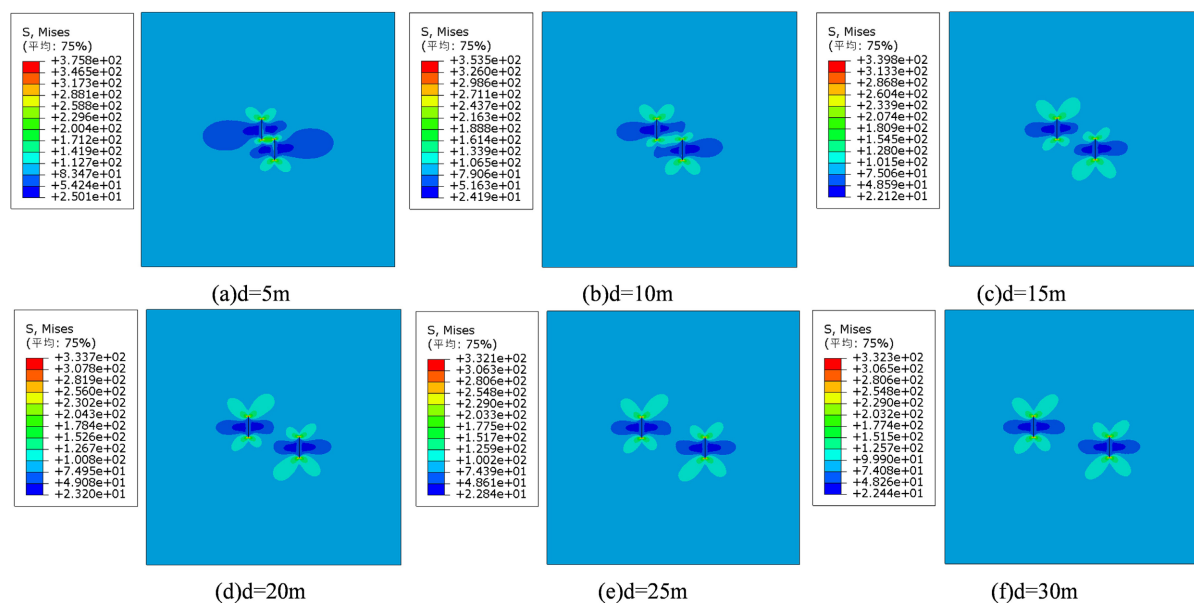 S, Mises
(平均: 75%)
+3.758e+02
+3.465e+02
+3.173e+02
+2.881e+02
+2.588e+02
+2.296e+02
+2.004e+02
+1.712e+02
+1.419e+02
+1.127e+02
+8.347e+01
+5.424e+01
+2.501e+01
(a)d=5m
S, Mises
(平均: 75%)
+3.535e+02
+3.260e+02
+2.986e+02
+2.711e+02
+2.437e+02
+2.163e+02
+1.888e+02
+1.614e+02
+1.339e+02
+1.065e+02
+7.906e+01
+5.163e+01
+2.419e+01
(b)d=10m
S, Mises
(平均: 75%)
+3.398e+02
+3.133e+02
+2.868e+02
+2.604e+02
+2.339e+02
+2.074e+02
+1.809e+02
+1.545e+02
+1.280e+02
+1.015e+02
+7.506e+01
+4.859e+01
+2.212e+01
(c)d=15m
S, Mises
(平均: 75%)
+3.337e+02
+3.078e+02
+2.819e+02
+2.560e+02
+2.302e+02
+2.043e+02
+1.784e+02
+1.526e+02
+1.267e+02
+1.008e+02
+7.495e+01
+4.908e+01
+2.320e+01
(d)d=20m
S, Mises
(平均: 75%)
+3.321e+02
+3.063e+02
+2.806e+02
+2.548e+02
+2.290e+02
+2.033e+02
+1.775e+02
+1.517e+02
+1.259e+02
+1.002e+02
+7.439e+01
+4.861e+01
+2.284e+01
(e)d=25m
S, Mises
(平均: 75%)
+3.323e+02
+3.065e+02
+2.806e+02
+2.548e+02
+2.290e+02
+2.032e+02
+1.774e+02
+1.515e+02
+1.257e+02
+9.990e+01
+7.408e+01
+4.826e+01
+2.244e+01
(f)d=30m